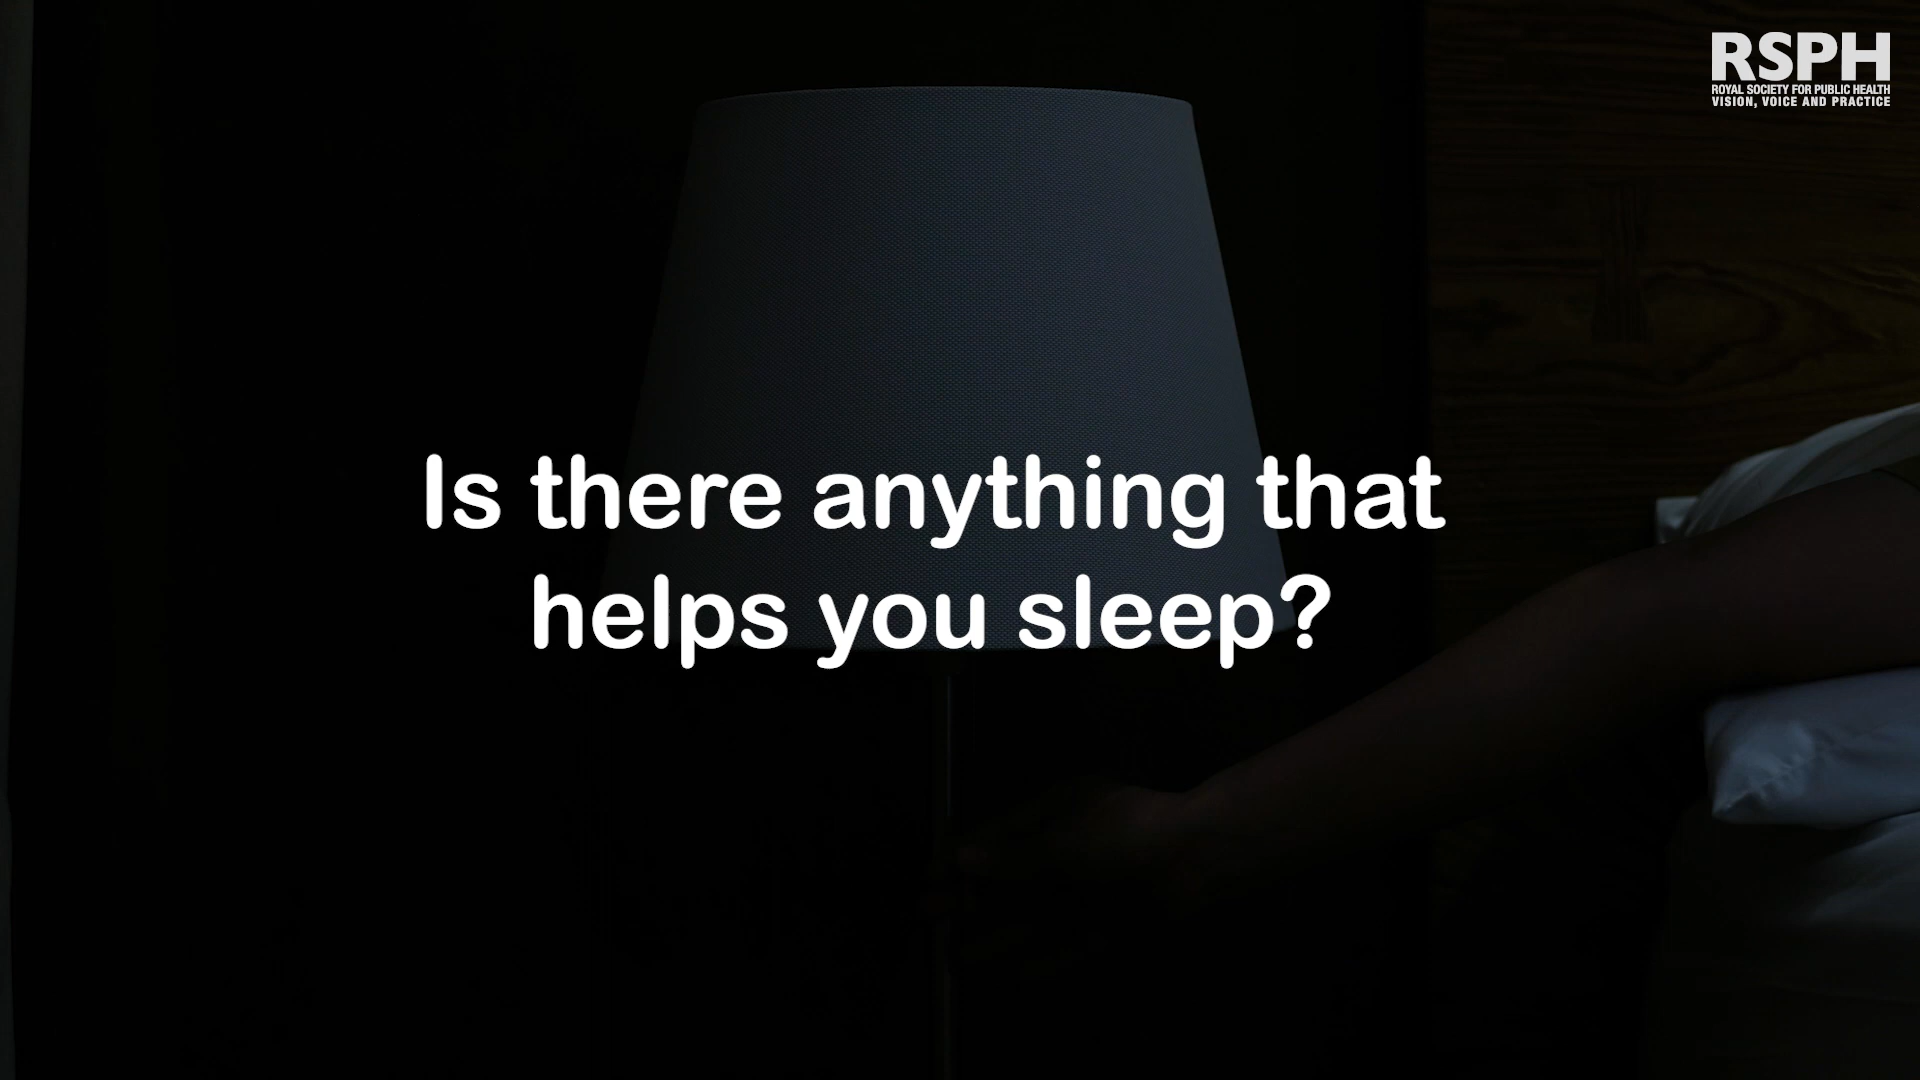 RSPH
ROYAL SOCIETY FOR PUBLIC HEALTH
VISION, VOICE AND PRACTICE
Is there anything that
helps you sleep?